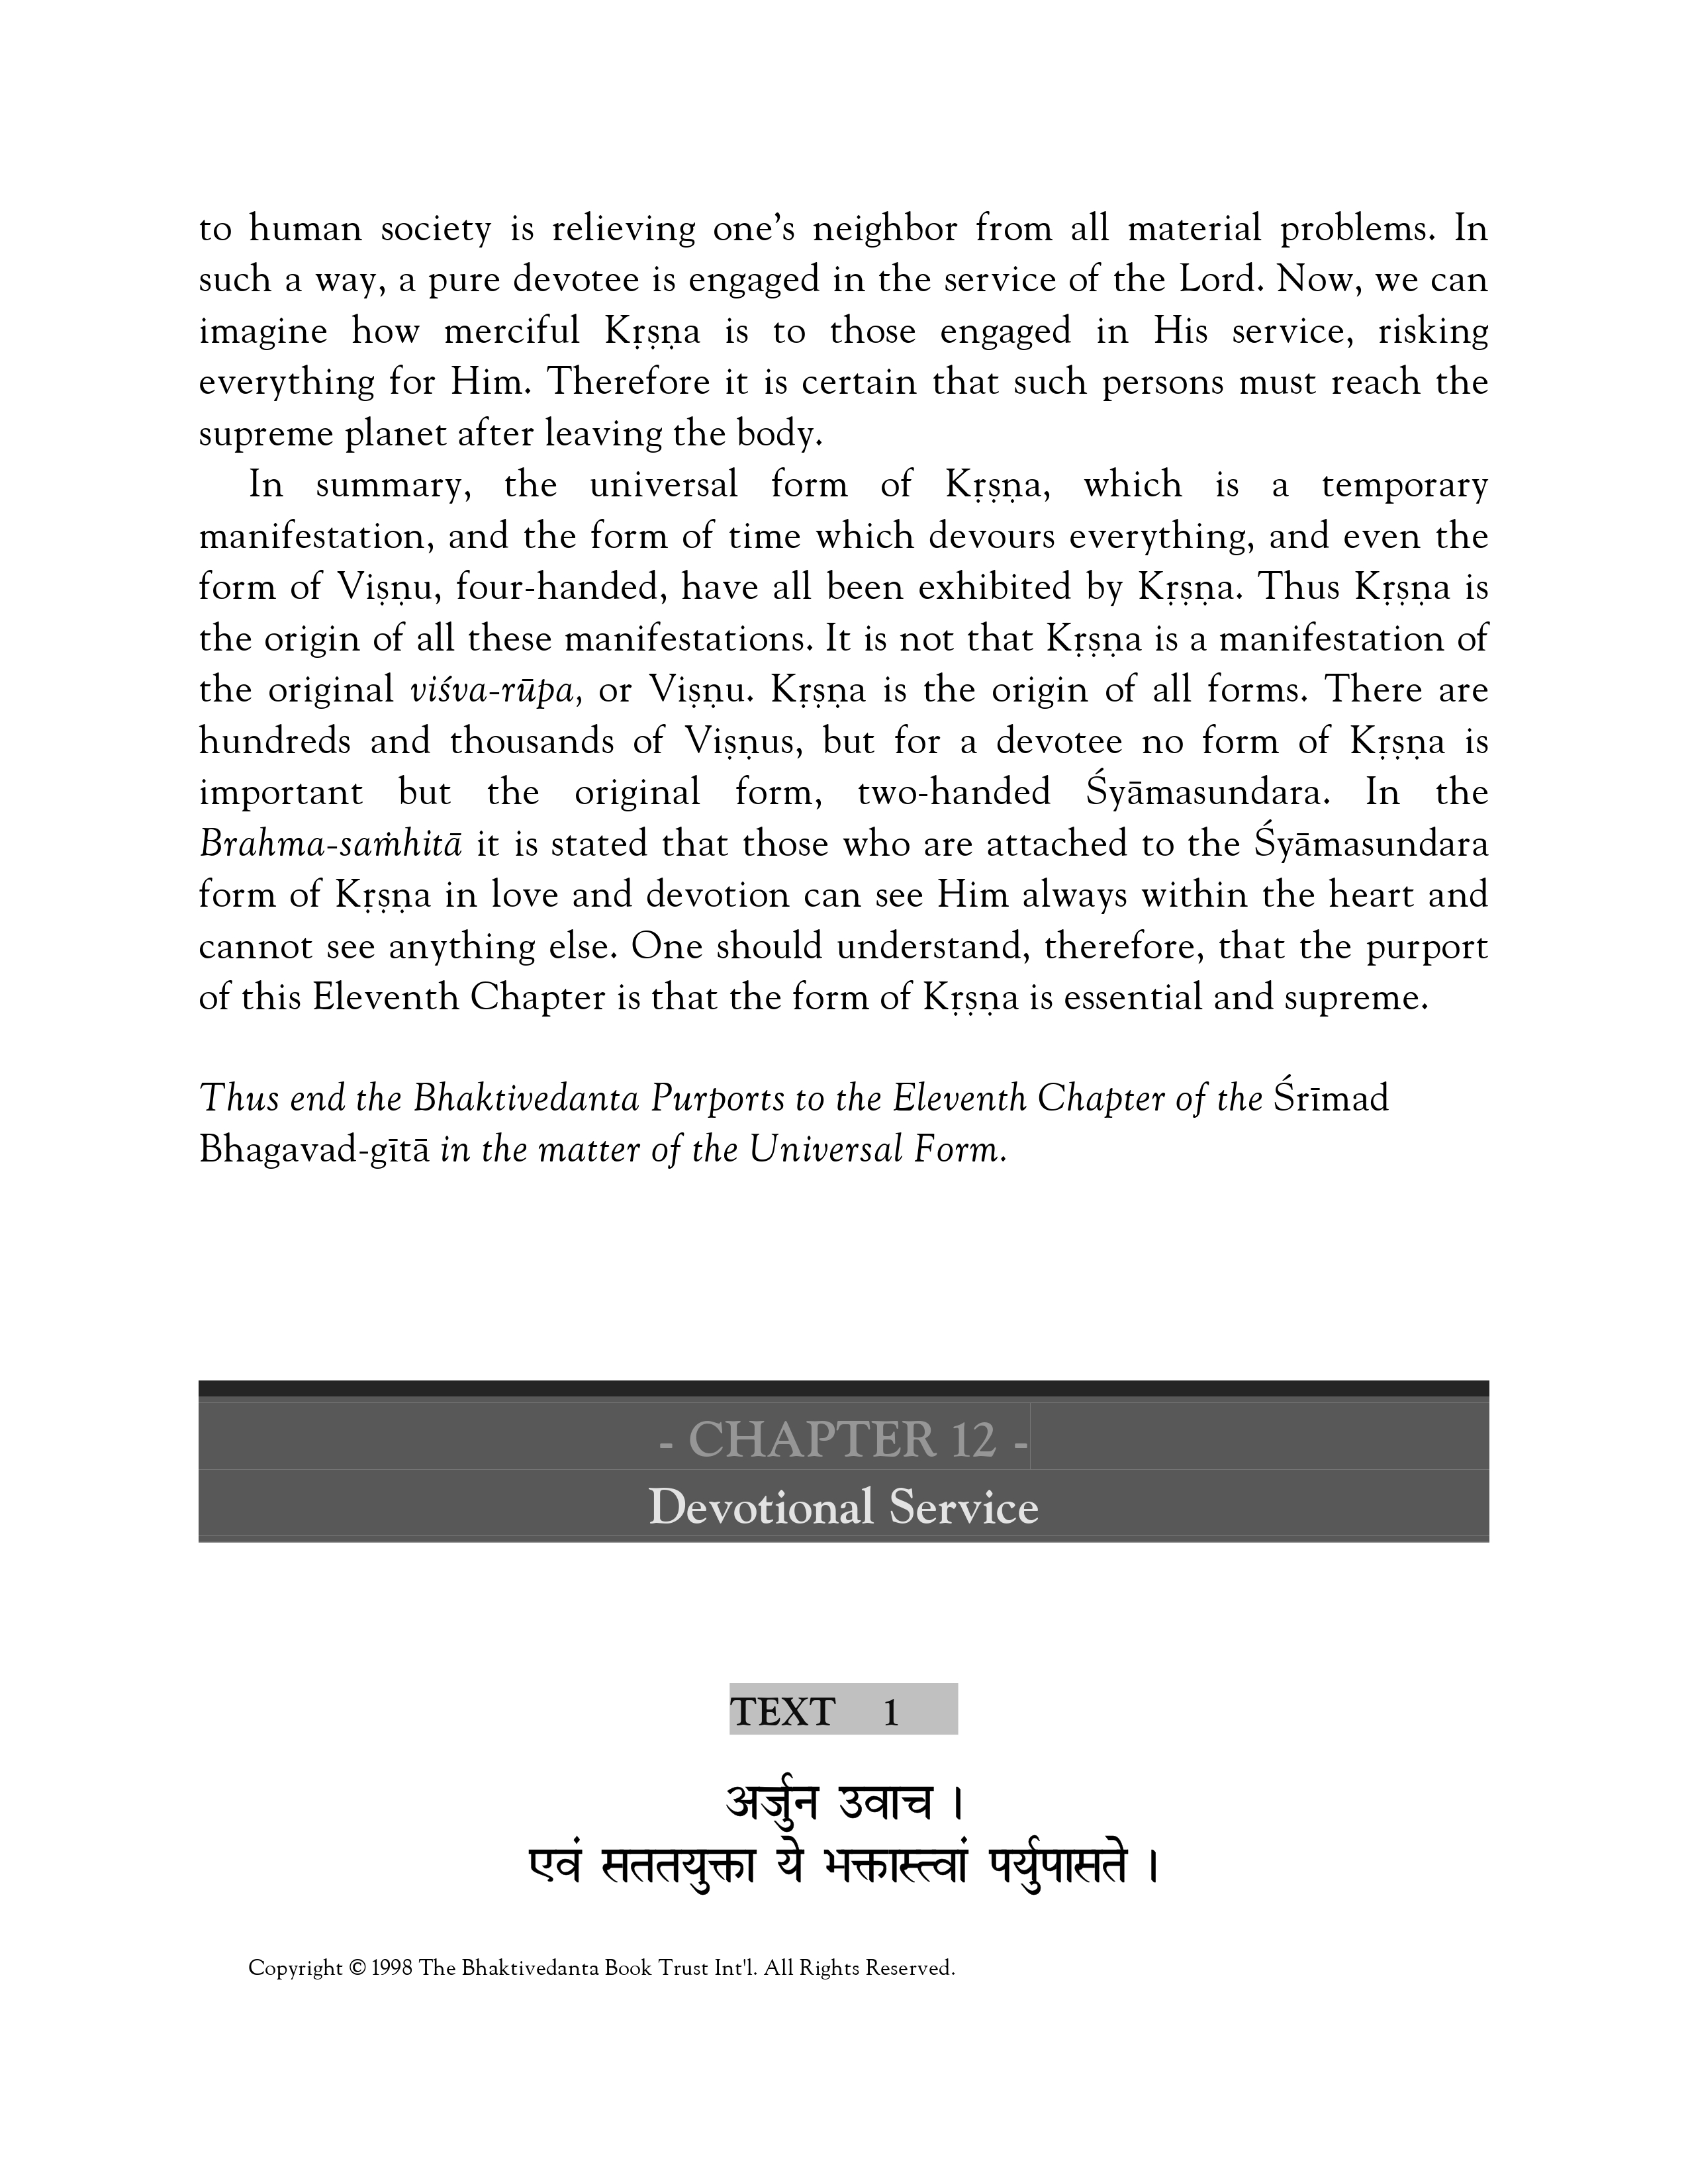 to human society is relieving one’s neighbor from all material problems. In
such a way, a pure devotee is engaged in the service of the Lord. Now, we can
imagine how merciful Kṛṣṇa is to those engaged in His service, risking
everything for Him. Therefore it is certain that such persons must reach the
supreme planet after leaving the body.
In summary, the universal form of Kṛṣṇa, which is a temporary
manifestation, and the form of time which devours everything, and even the
form of Viṣṇu, four-handed, have all been exhibited by Kṛṣṇa. Thus Kṛṣṇa is
the origin of all these manifestations. It is not that Kṛṣṇa is a manifestation of
the original viśva-rūpa, or Viṣṇu. Kṛṣṇa is the origin of all forms. There are
hundreds and thousands of Viṣṇus, but for a devotee no form of Kṛṣṇa is
important but the original form, two-handed Śyāmasundara. In the
Brahma-saṁhitā it is stated that those who are attached to the Śyāmasundara
form of Kṛṣṇa in love and devotion can see Him always within the heart and
cannot see anything else. One should understand, therefore, that the purport
of this Eleventh Chapter is that the form of Kṛṣṇa is essential and supreme.
Thus end the Bhaktivedanta Purports to the Eleventh Chapter of the Śrīmad
Bhagavad-gītā in the matter of the Universal Form.
- CHAPTER 12 -
Devotional Service
TEXT 1
अर्जुन उवाच ।
एवं सततयुक्ता ये भक्तास्त्वां पर्युपासते ।
Copyright © 1998 The Bhaktivedanta Book Trust Int'l. All Rights Reserved.